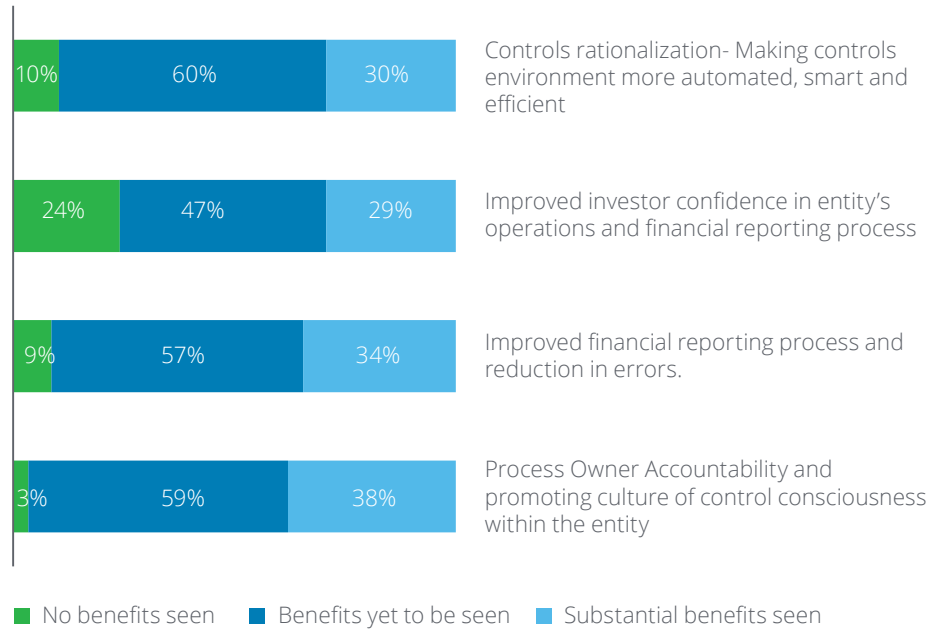 10% 60% 30%
Controls rationalization- Making controls
environment more automated, smart and
efficient
24% 47% 29%
Improved investor confidence in entity’s
operations and financial reporting process
9% 57% 34%
Improved financial reporting process and
reduction in errors.
3% 59% 38%
Process Owner Accountability and
promoting culture of control consciousness
within the entity
No benefits seen Benefits yet to be seen Substantial benefits seen